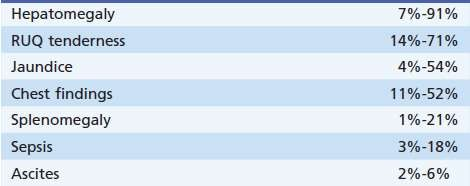 Hepatomegaly 7%-91%
RUQ tenderness 14%-71%
Jaundice 4%-54%
Chest findings 11%-52%
Splenomegaly 1%-21%
Sepsis 3%-18%
Ascites 2%-6%